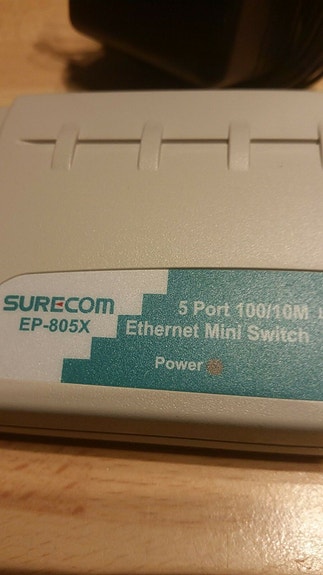 SURECOM
EP-805X
5 Port 100/10M
Ethernet Mini Switch
Power